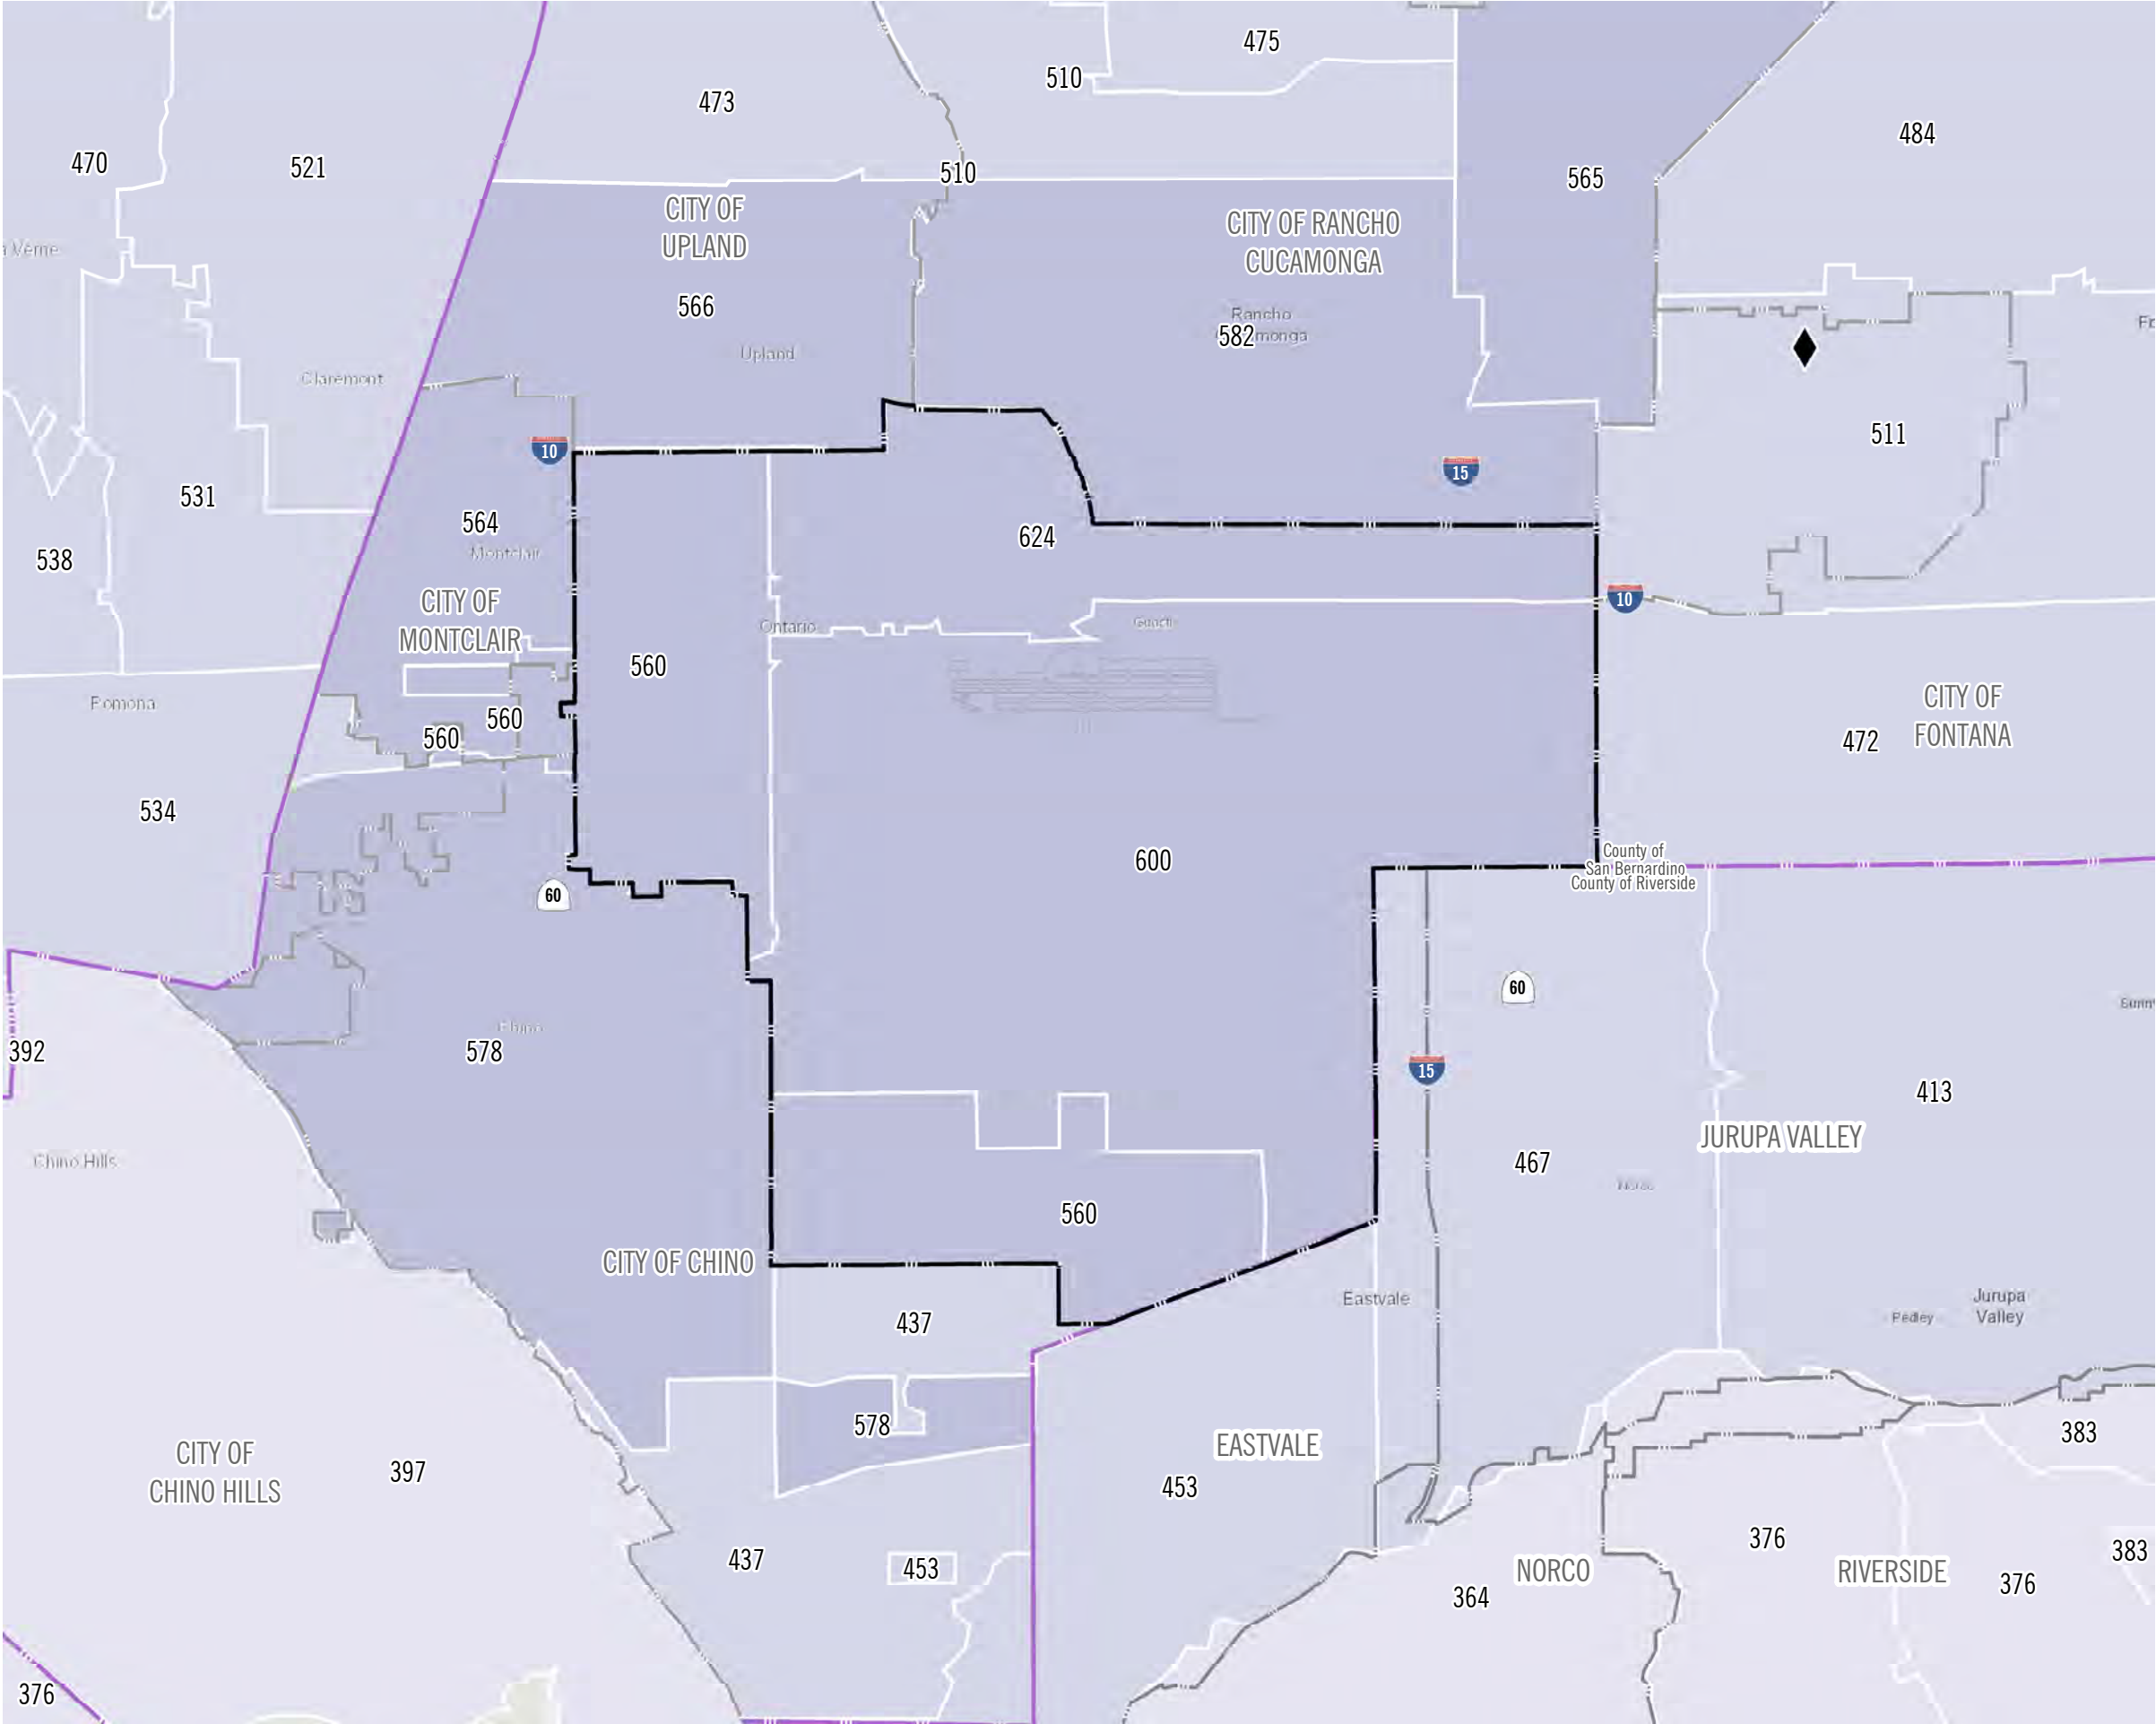 475
510
473
484
470
521
510
565
CITY OF
UPLAND
CITY OF RANCHO
CUCAMONGA
566
Rancho
582
monga
Upland
Claremont
10
511
15
531
564
Montclair
624
538
CITY OF
MONTCLAIR
10
Ontario
Guasti
560
Pomona
CITY OF
FONTANA
560
560
472
534
600
County of
San Bernardino
County of Riverside
60
60
Chino
392
578
15
413
JURUPA VALLEY
Chino Hills
467
560
CITY OF CHINO
Eastvale
Jurupa
Valley
Pedley
437
578
383
EASTVALE
CITY OF
CHINO HILLS
397
453
376
437
453
NORCO
RIVERSIDE
383
376
364
376